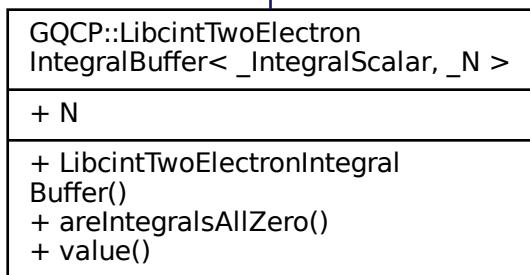 GQCP::LibcintTwoElectron
IntegralBuffer< _IntegralScalar, _N >
+ N
+ LibcintTwoElectronIntegral
Buffer()
+ areIntegralsAllZero()
+ value()